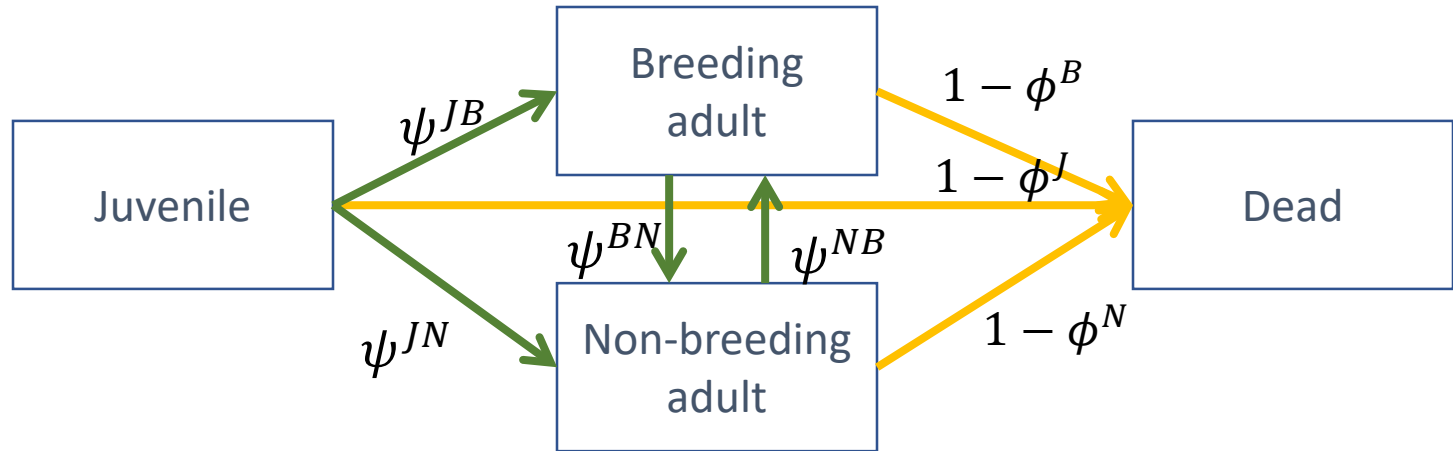 Juvenile
ψ^{JB}
ψ^{JN}
Breeding
adult
ψ^{BN}
ψ^{NB}
Non-breeding
adult
1 − ϕ^B
1 − ϕ^J
1 − ϕ^N
Dead